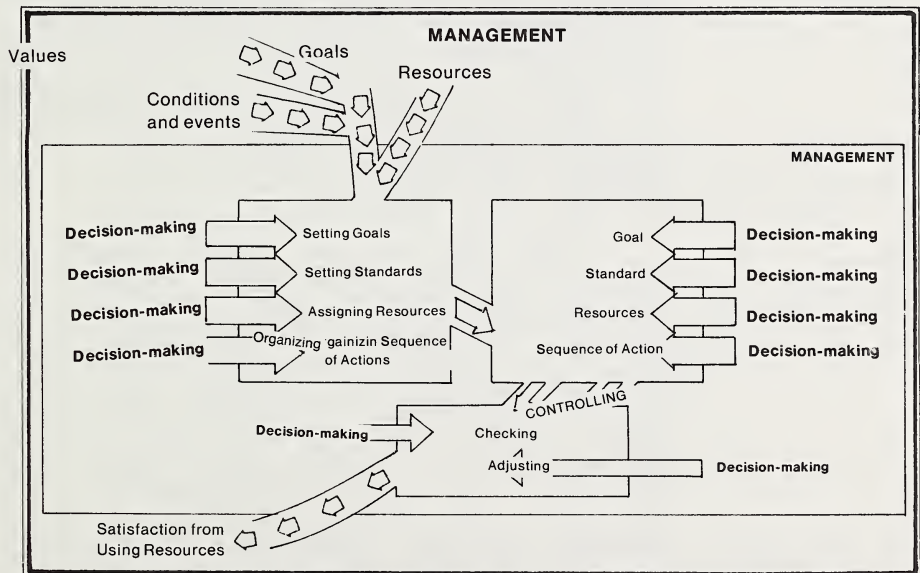 MANAGEMENT
Values
Goals
Resources
Conditions
and events
MANAGEMENT
Decision-making
Setting Goals
Goal
Decision-making
Decision-making
Setting Standards
Standard
Decision-making
Decision-making
Assigning Resources
Resources
Decision-making
Decision-making
Organizing gainizin Sequence
of Actions
Sequence of Action
Decision-making
CONTROLLING
Decision-making
Checking
Adjusting
Decision-making
Satisfaction from
Using Resources